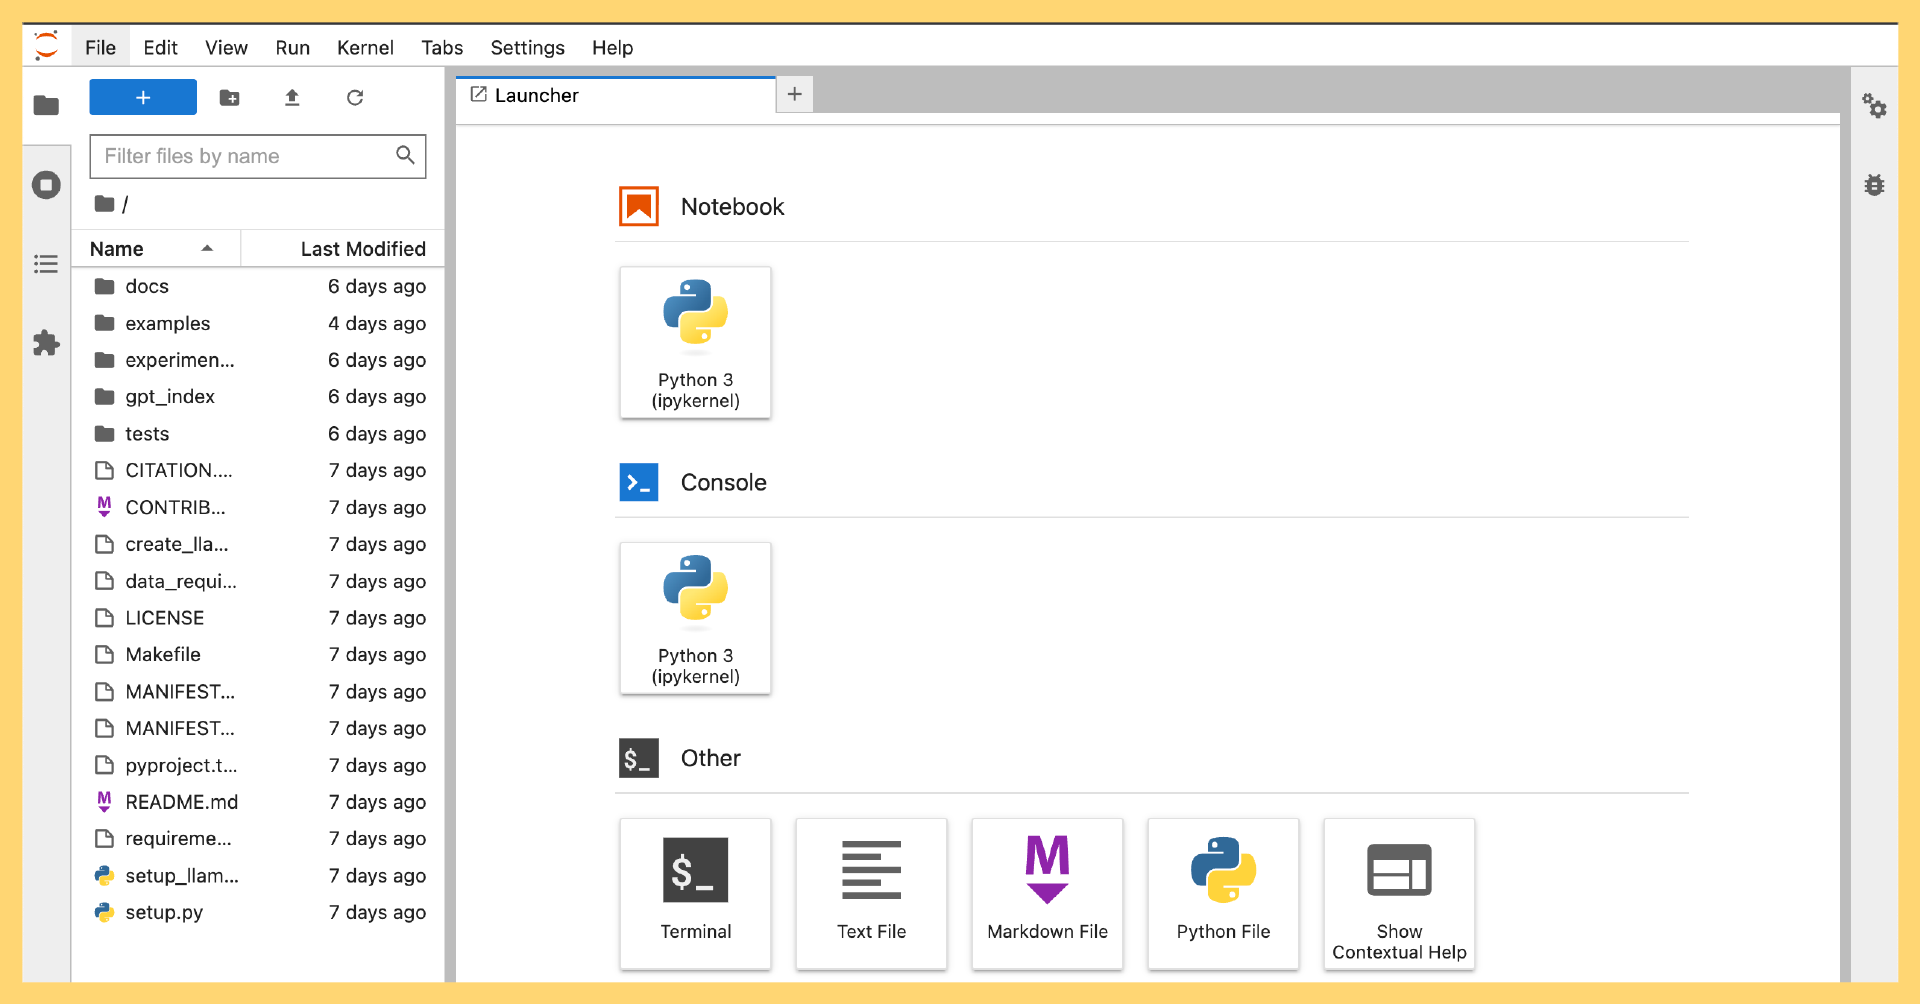 File Edit View Run Kernel Tabs Settings Help
Launcher
Filter files by name
/
Name Last Modified
docs 6 days ago
examples 4 days ago
experimen... 6 days ago
gpt_index 6 days ago
tests 6 days ago
CITATION.... 7 days ago
CONTRIB... 7 days ago
create_lla... 7 days ago
data_requi... 7 days ago
LICENSE 7 days ago
Makefile 7 days ago
MANIFEST... 7 days ago
MANIFEST... 7 days ago
pyproject.t... 7 days ago
README.md 7 days ago
requireme... 7 days ago
setup_llam... 7 days ago
setup.py 7 days ago
Notebook
Python 3
(ipykernel)
Console
Python 3
(ipykernel)
$_ Other
$_
Terminal
Text File
M
Markdown File
Python File
Show
Contextual Help